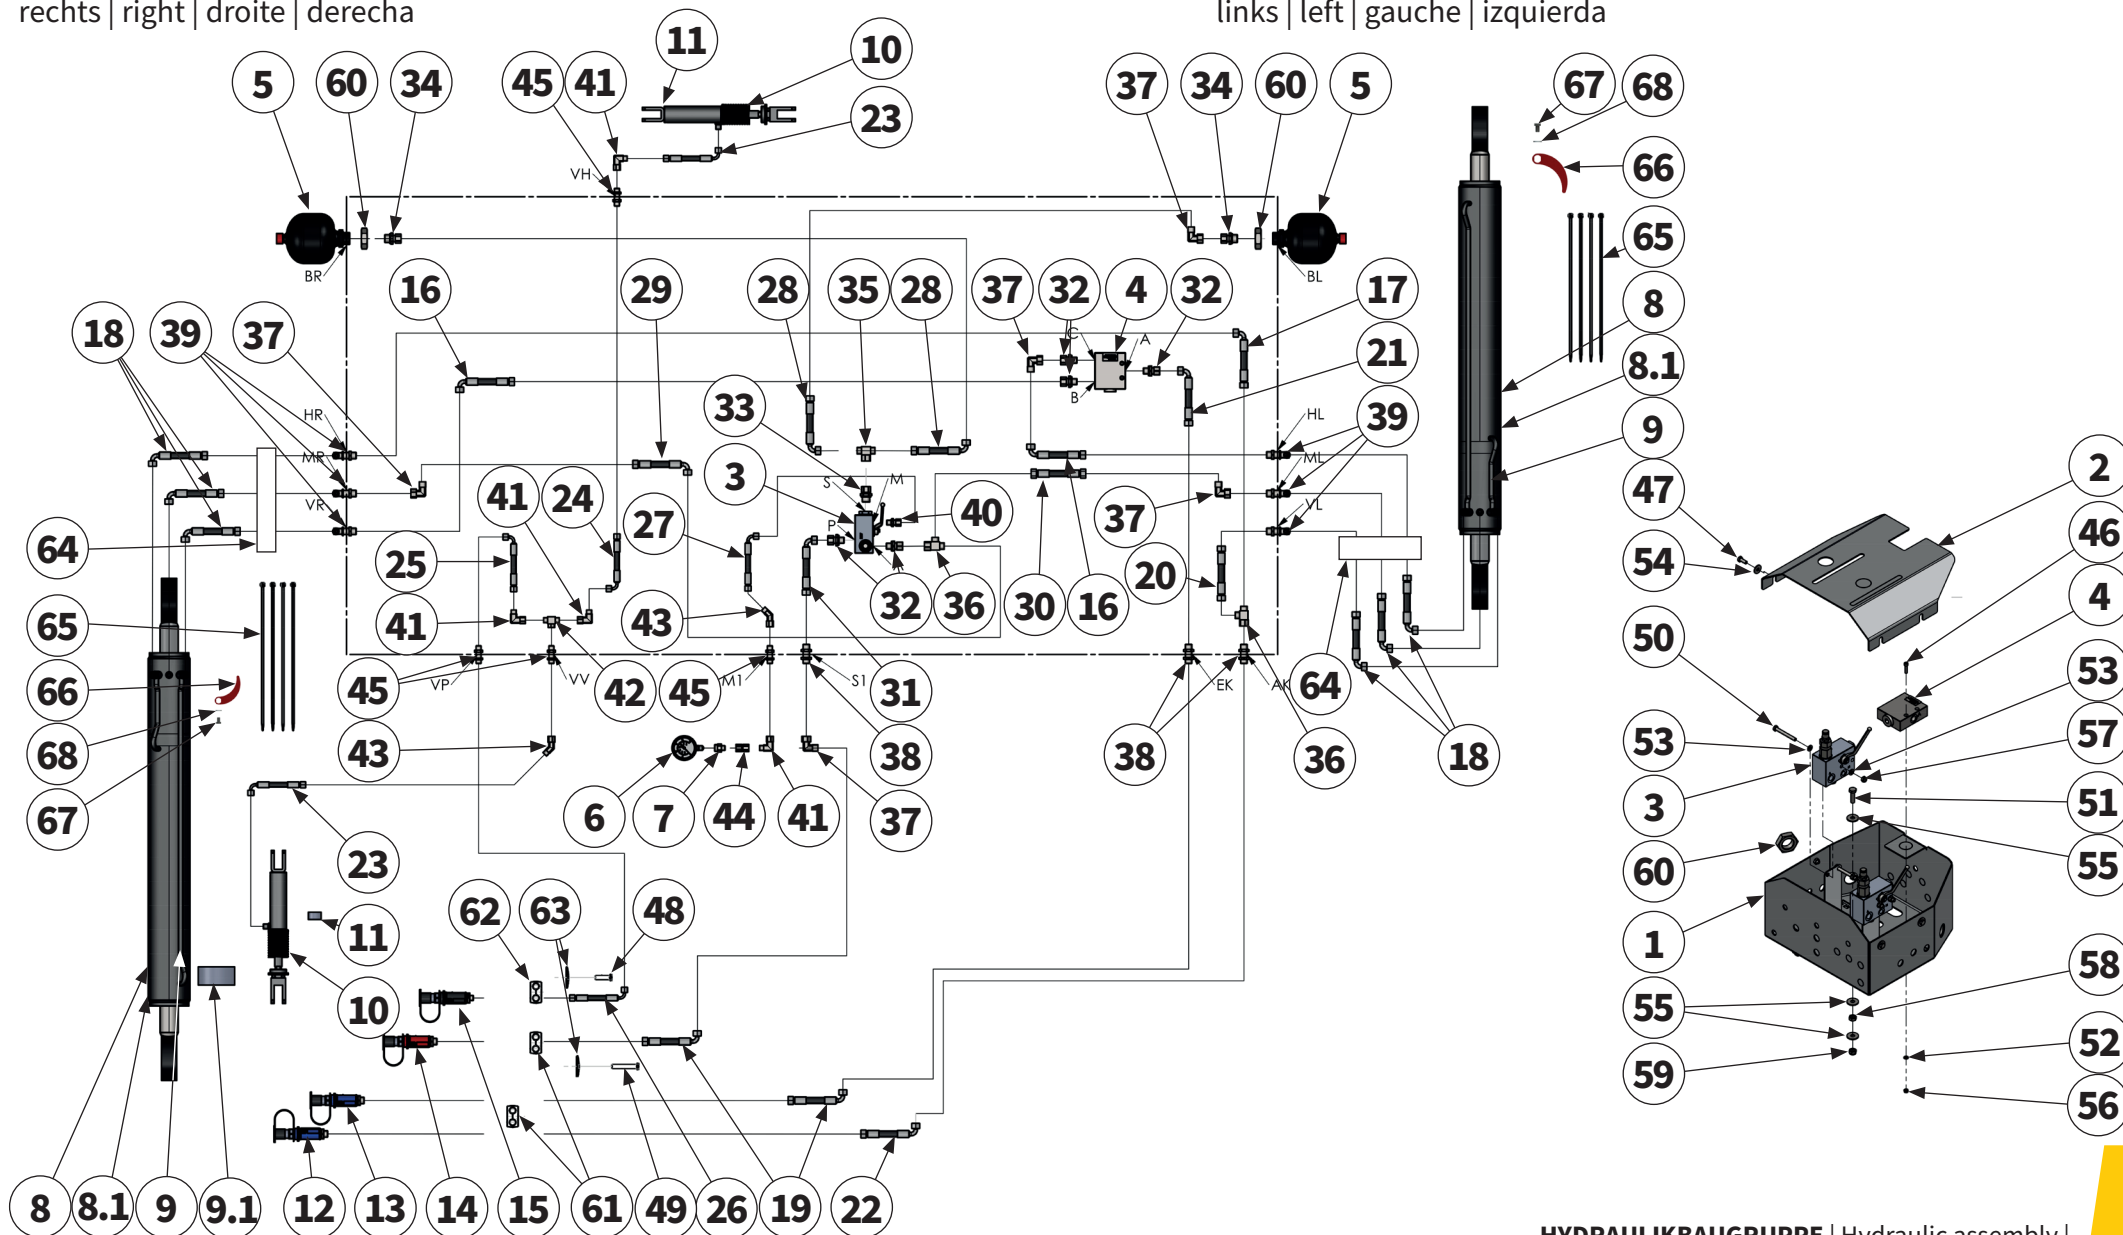 rechts | right | droite | derecha
links | left | gauche | izquierda
11 10
5 60 34 45 41 37 34 60 5 67 68
23
66
VH
65
BR BL
16 29 28 35 28 37 32 4 32 17 8
18 39 37
C A
21 8.1
B
33
HR HL
39 9
2
MR ML
3 S M
47
41 24 40 37
VR P VL
27 46
64 25 54
20
32 36 30 16 4
65 41 43
50
53
66 45 VP VV 42 45 M1 S1 31 EK AK 64
57
68 43 38 38 36 18 53
3 51
67 6 7 44 41 37
23 60 55
62 63 48
11 1
58
10 55
52
59
56
8 8.1 9 9.1 12 13 14 15 61 49 26 19 22
HYDRAULIKBAUGRUPPE | Hydraulic assembly |